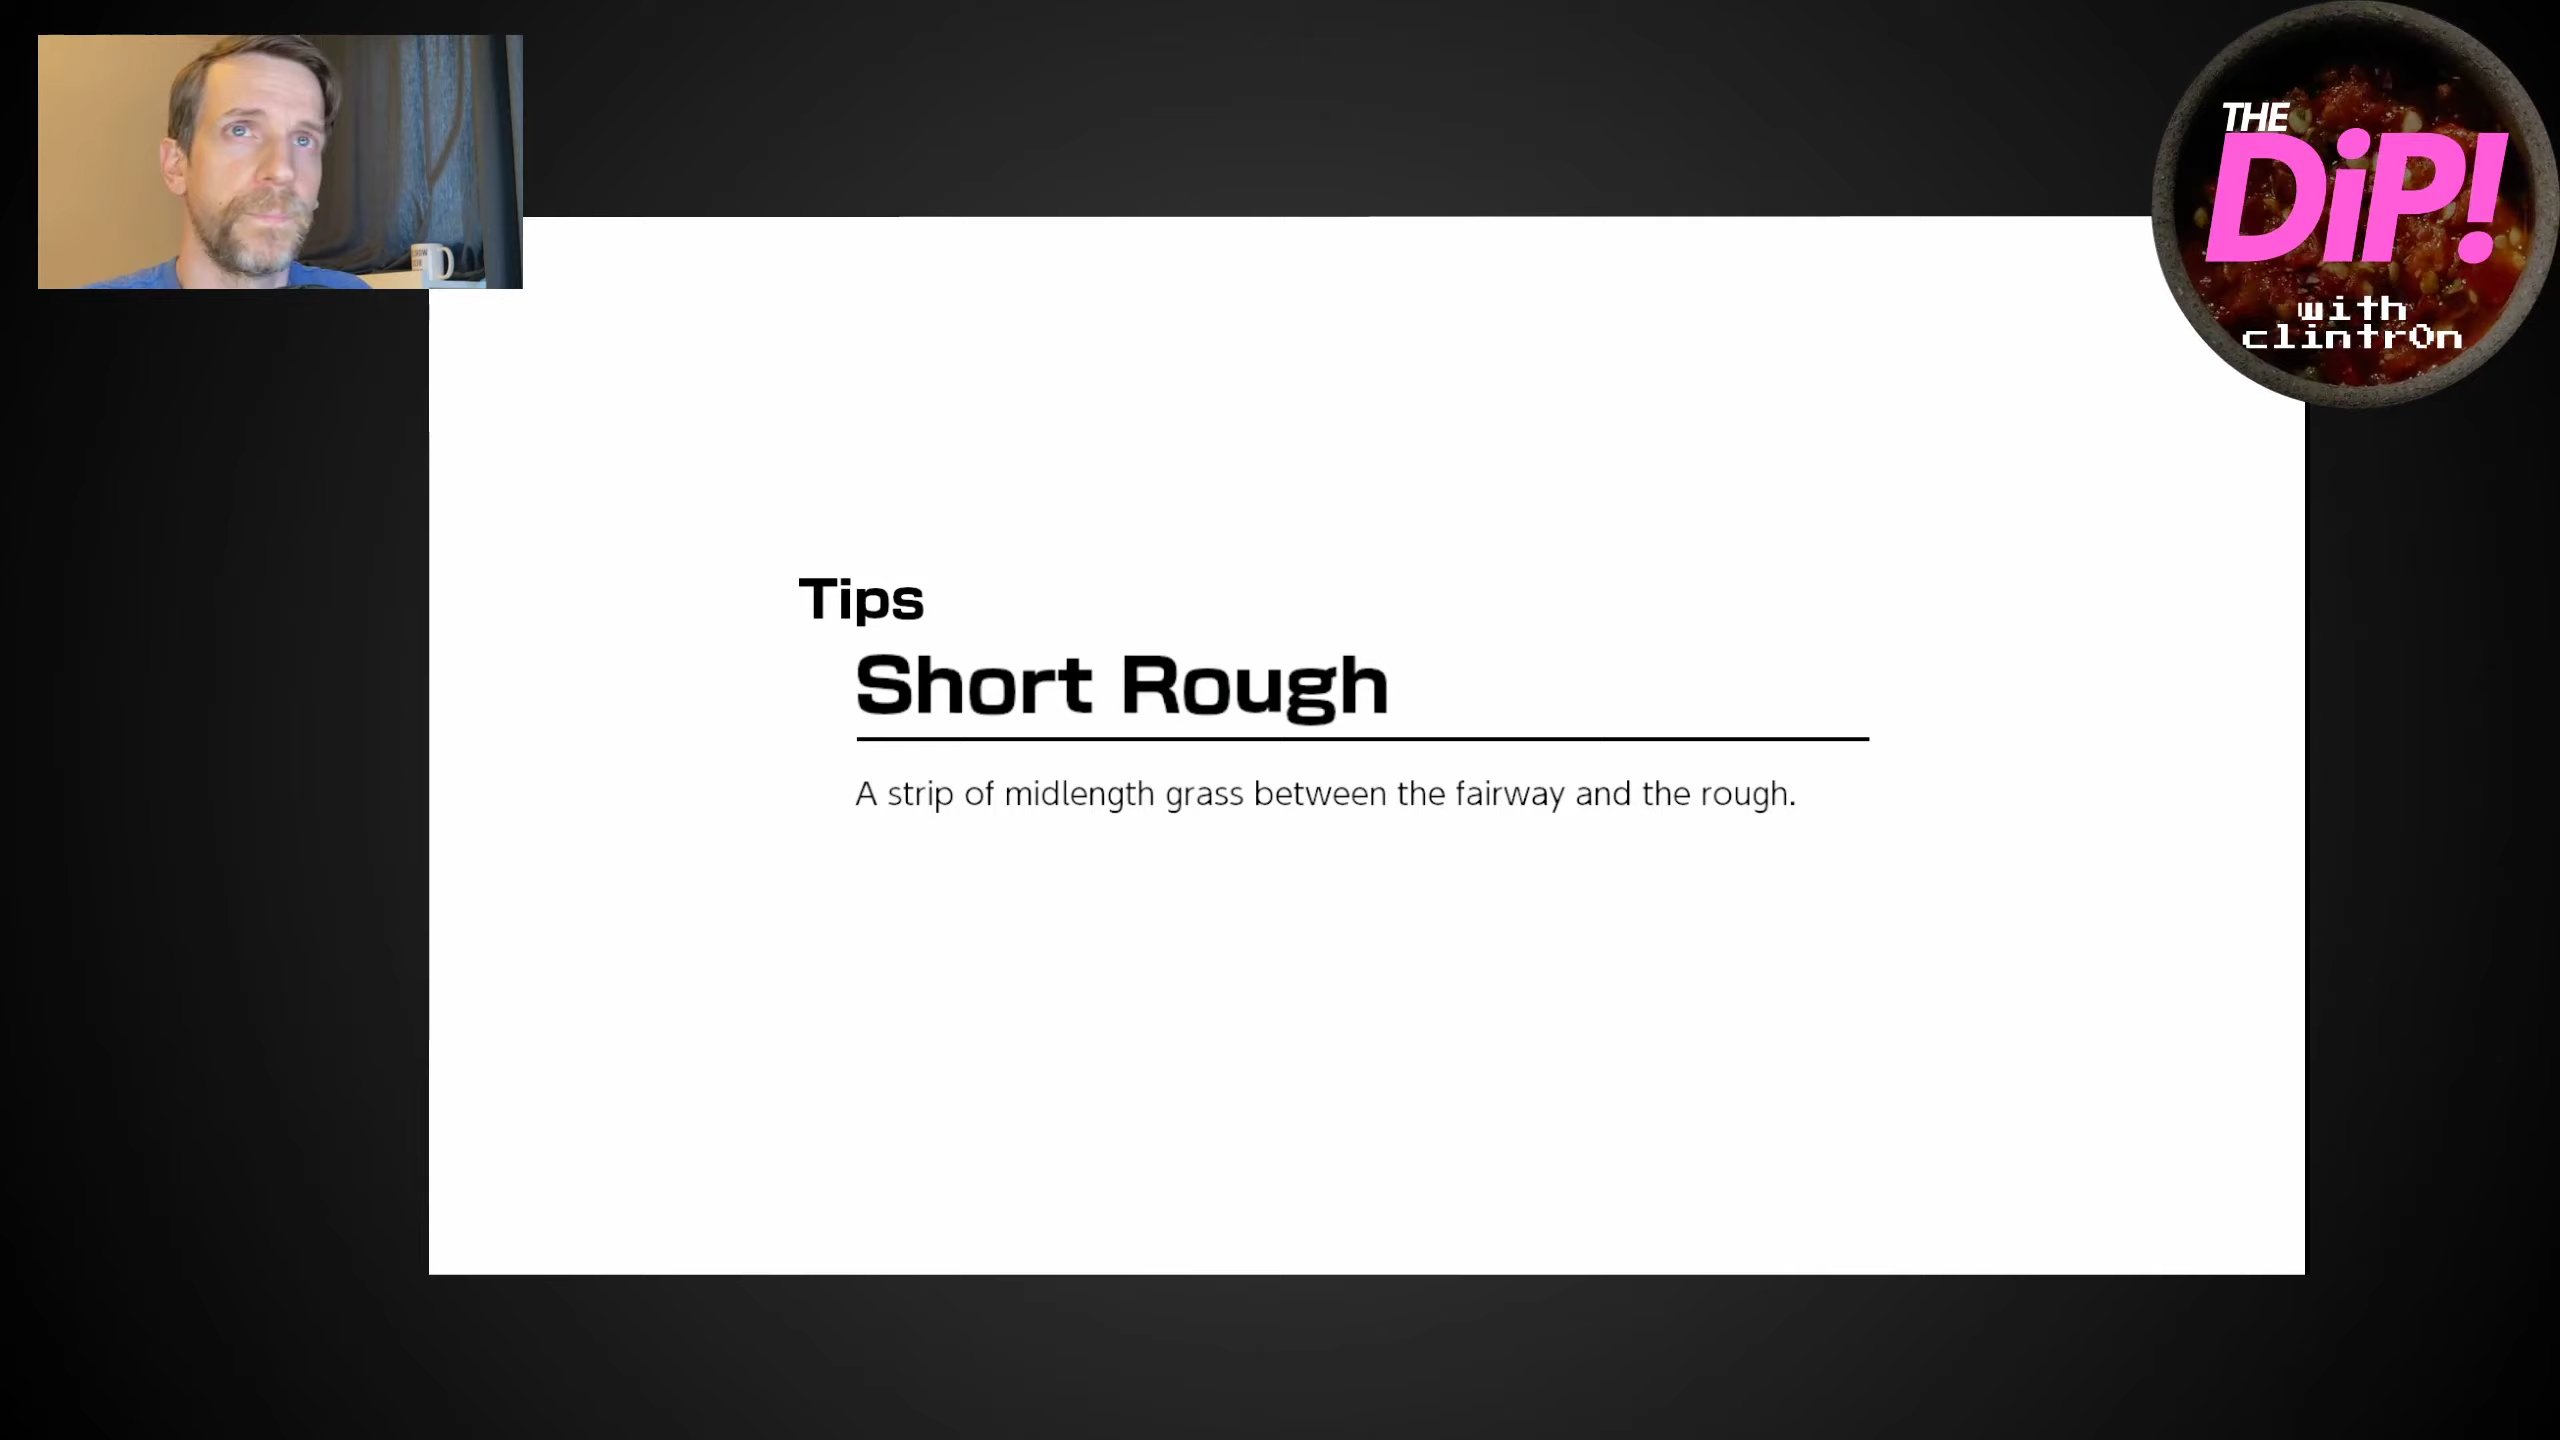 THE
DiP!
with
clintr0n
Tips
Short Rough
A strip of midlength grass between the fairway and the rough.